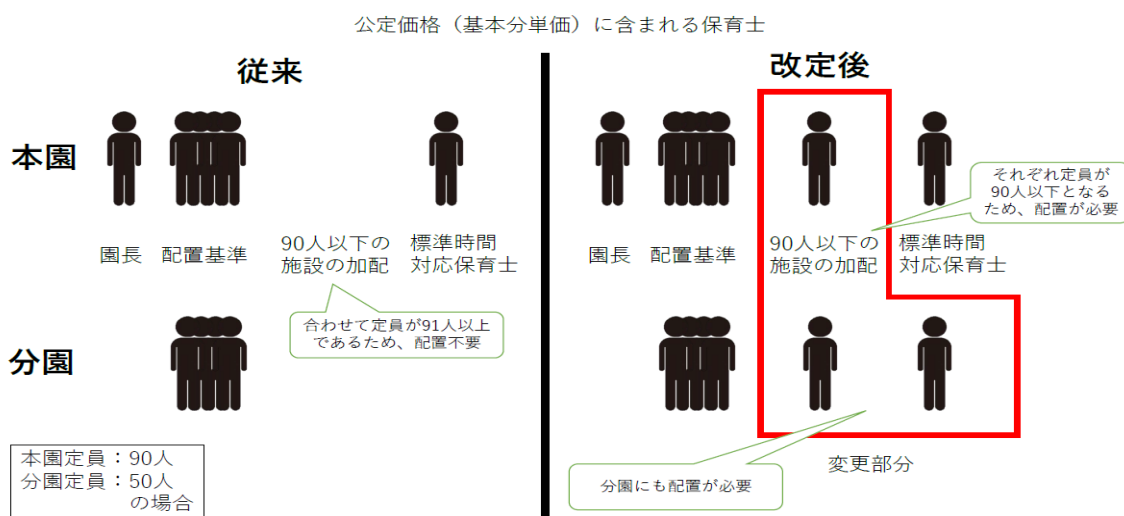 公定価格（基本分単価）に含まれる保育士
従来
本園
園長
配置基準
90人以下の
施設の加配
標準時間
対応保育士
合わせて定員が91人以上
であるため、配置不要
分園
本園定員：90人
分園定員：50人
の場合
改定後
それぞれ定員が
90人以下となる
ため、配置が必要
園長
配置基準
90人以下の
施設の加配
標準時間
対応保育士
変更部分
分園にも配置が必要